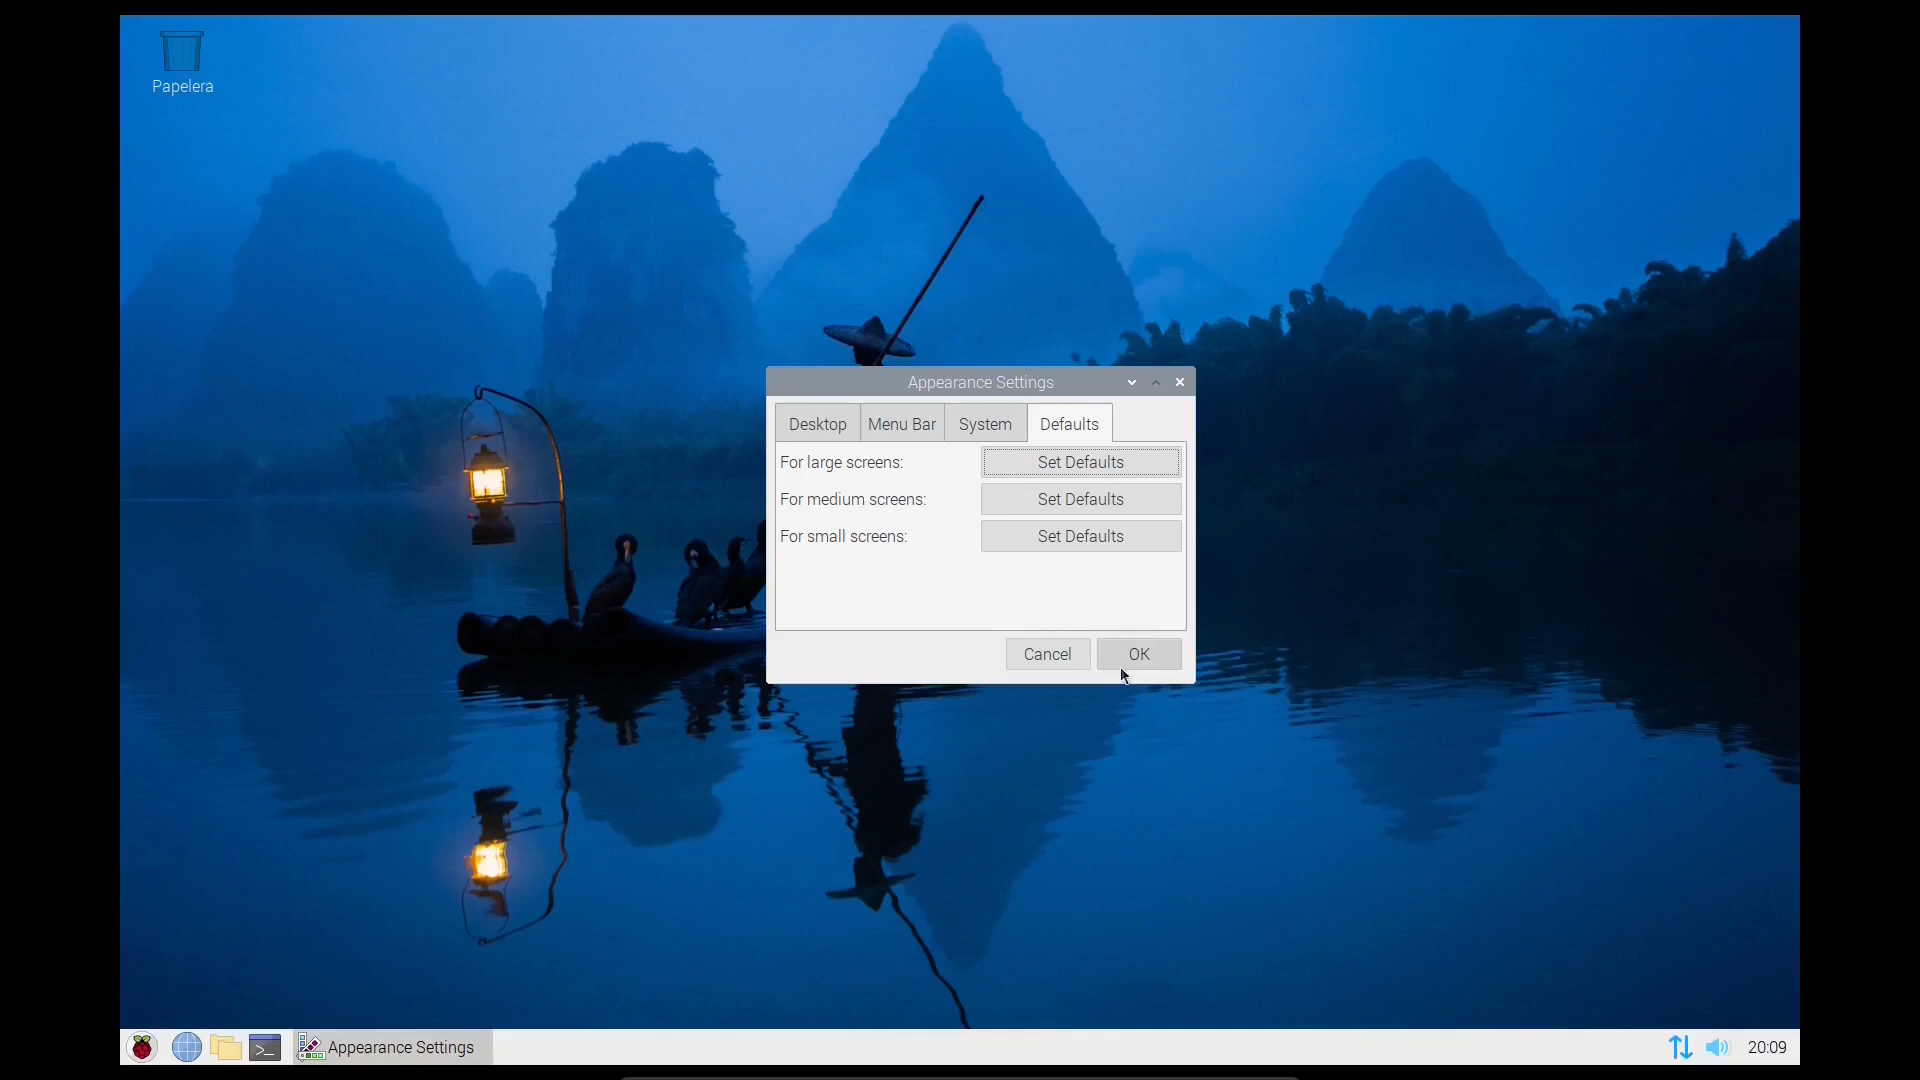 Papelera
Appearance Settings
Desktop Menu Bar System Defaults
For large screens: Set Defaults
For medium screens: Set Defaults
For small screens: Set Defaults
Cancel OK
>_ Appearance Settings 20:09